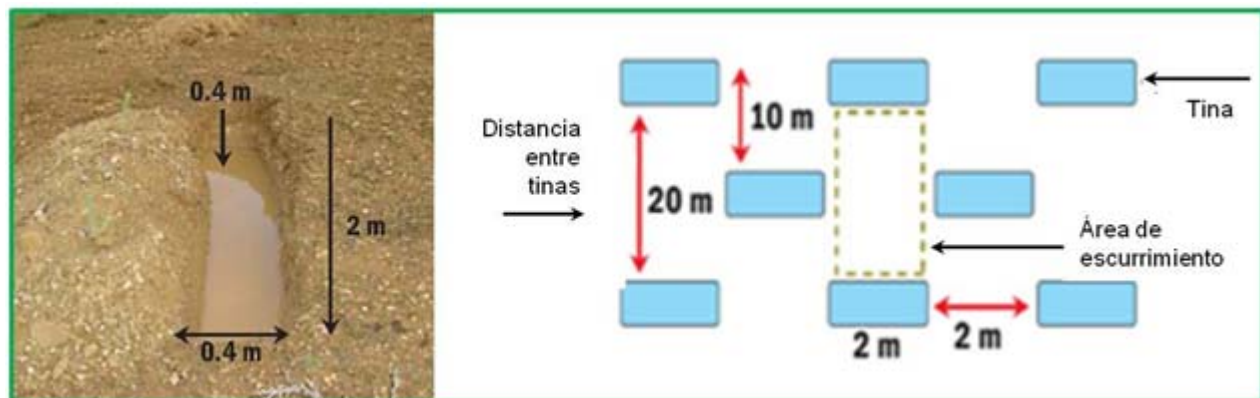 0.4 m
2 m
0.4 m
Distancia
entre
tinas
10 m
20 m
Tina
Área de
escurrimiento
2 m
2 m